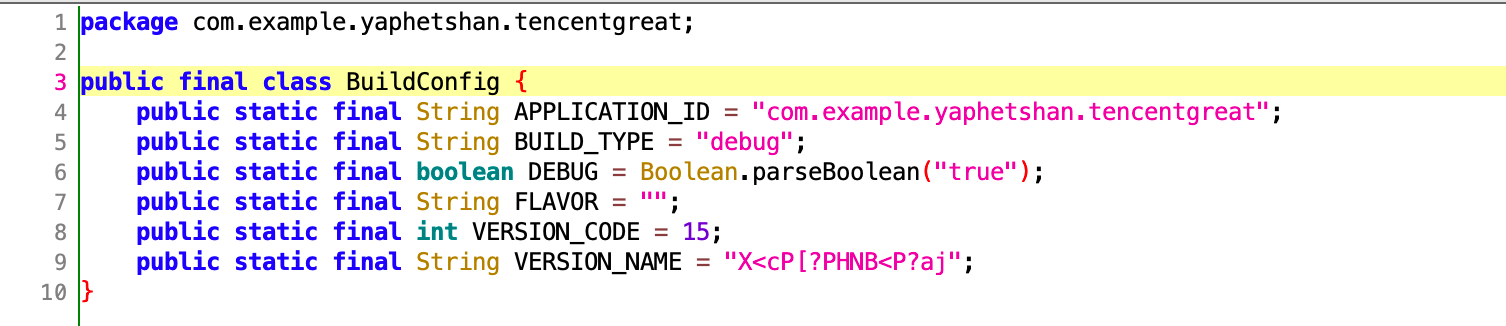 1 package com.example.yaphetshan.tencentgreat;
2
3 public final class BuildConfig {
4     public static final String APPLICATION_ID = "com.example.yaphetshan.tencentgreat";
5     public static final String BUILD_TYPE = "debug";
6     public static final boolean DEBUG = Boolean.parseBoolean("true");
7     public static final String FLAVOR = "";
8     public static final int VERSION_CODE = 15;
9     public static final String VERSION_NAME = "X<cP[?PHNB<P?aj";
10 }